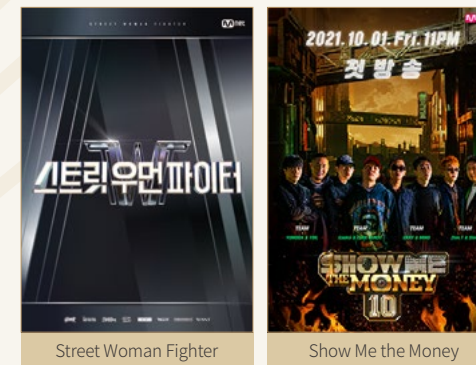 STREET WOMAN FIGHTER
Mnet
스트릿 우먼 파이터
Street Woman Fighter
2021.10.01.Fri.11PM
첫방송
TEAM
TEAM
TEAM
TEAM
SHOW ME
THE MONEY
10
Show Me the Money